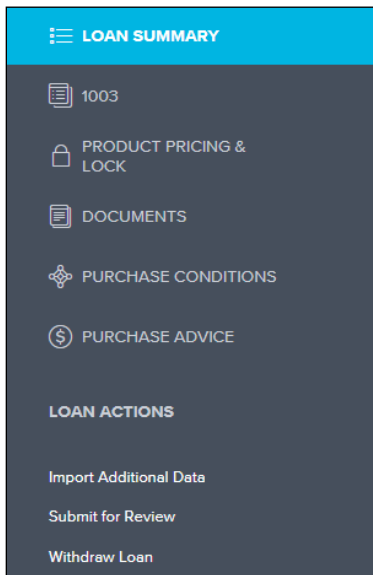 LOAN SUMMARY
1003
PRODUCT PRICING &
LOCK
DOCUMENTS
PURCHASE CONDITIONS
PURCHASE ADVICE
LOAN ACTIONS
Import Additional Data
Submit for Review
Withdraw Loan